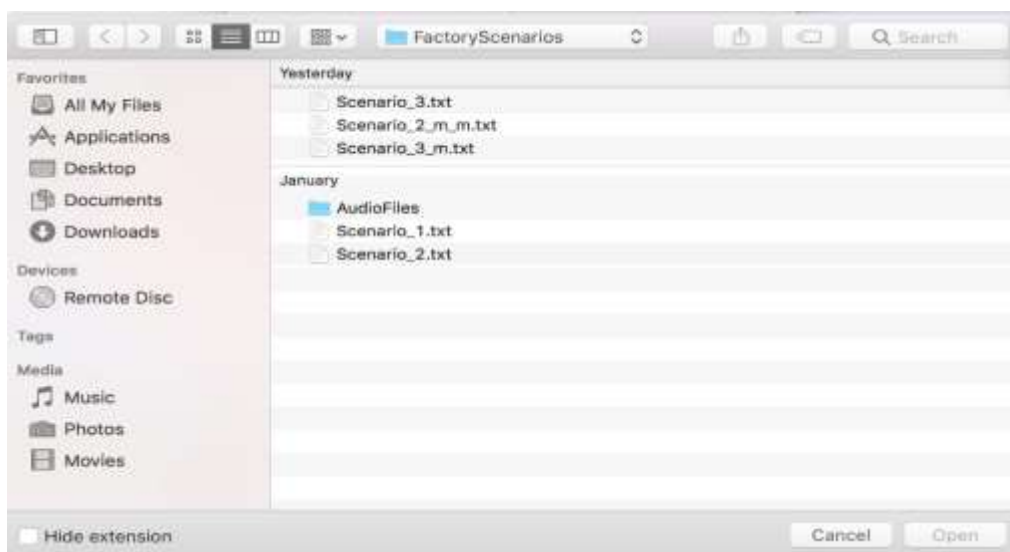 FactoryScenarios
Search
Favorites
All My Files
Applications
Desktop
Documents
Downloads
Devices
Remote Disc
Tags
Media
Music
Photos
Movies
Yesterday
Scenario_3.txt
Scenario_2_m_m.txt
Scenario_3_m.txt
January
AudioFiles
Scenario_1.txt
Scenario_2.txt
Hide extension
Cancel
Open